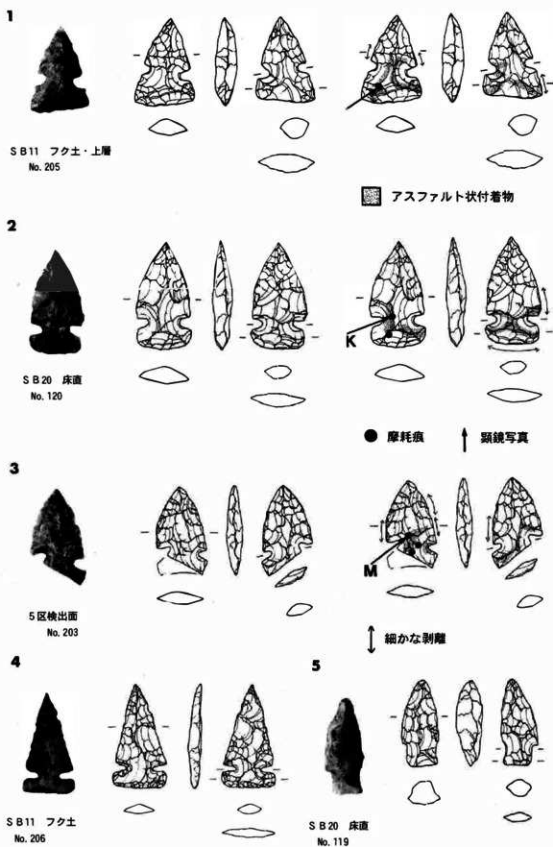 1
SB11 フク土・上層
No. 205
アスファルト状付着物
2
K
SB20 床直
No. 120
摩耗痕
顕鏡写真
3
M
5区検出面
No. 203
細かな剥離
4
5
SB11 フク土
No. 206
SB20 床直
No. 119